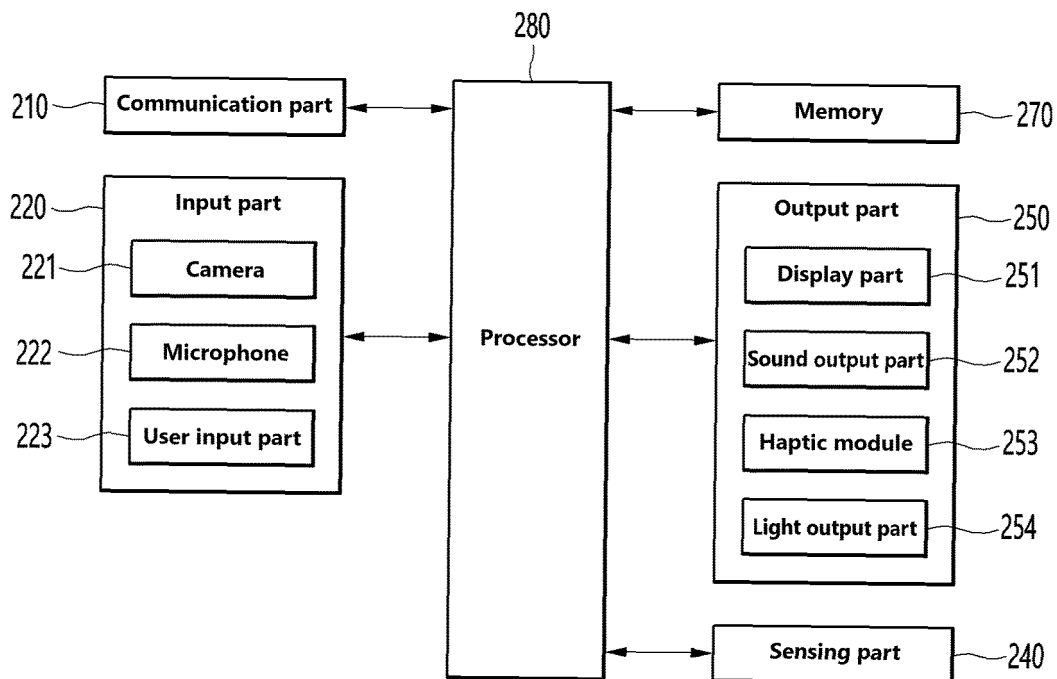 280
210
Communication part
Memory
270
220
Input part
221
Camera
222
Microphone
223
User input part
Processor
Output part
250
Display part
251
Sound output part
252
Haptic module
253
Light output part
254
Sensing part
240